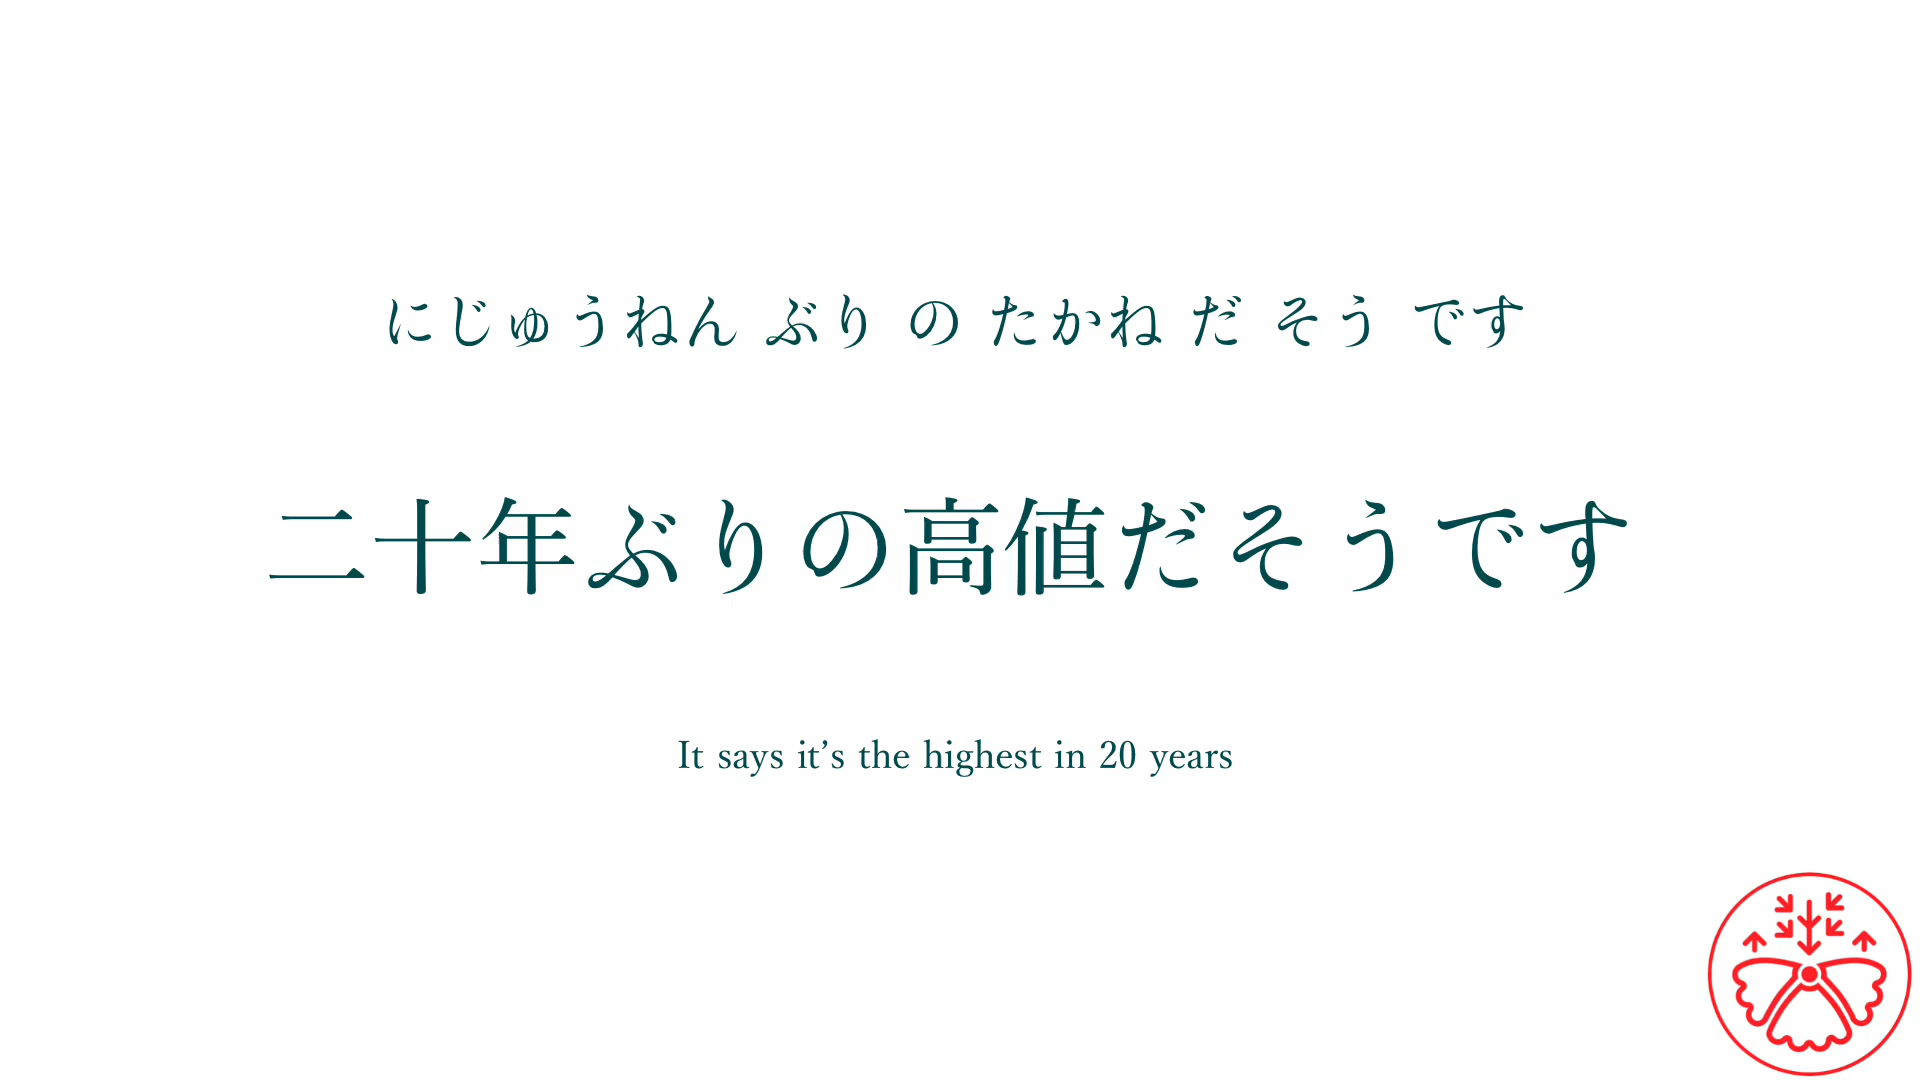 にじゅうねん ぶり の たかね だ そう です
二十年ぶりの高値だそうです
It says it’s the highest in 20 years